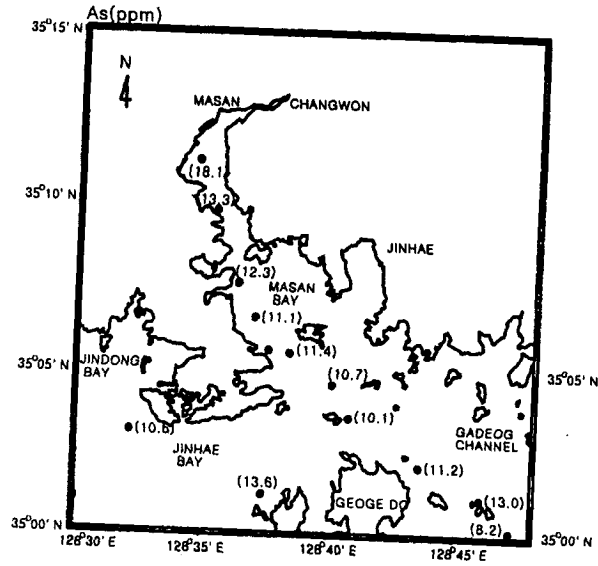 As(ppm)
35°15' N
N
4
MASAN CHANGWON
(18.1)
35°10' N
(13.3)
JINHAE
(12.3)
MASAN
BAY
(11.1)
(11.4)
35°05' N
JINDONG
BAY
(10.7)
35°05' N
(10.1)
GADEOG
CHANNEL
(10.6)
JINHAE
BAY
(11.2)
(13.6)
GEOGE DO
(13.0)
(8.2)
35°00' N
35°00' N
128°30' E 128°35' E 128°40' E 128°45' E